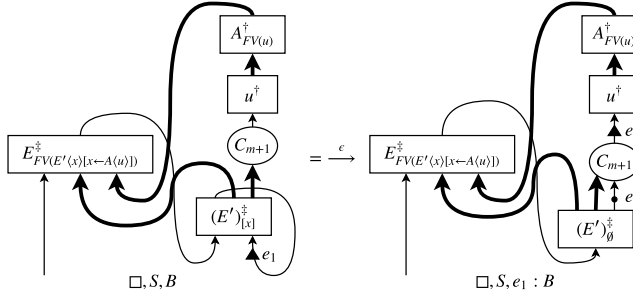 A†FV(u) A†FV(u)
u† u†
e
E‡FV(E′⟨x⟩[x←A⟨u⟩]) Cm+1 = →ϵ E‡FV(E′⟨x⟩[x←A⟨u⟩]) Cm+1
e
(E′)‡[x] (E′)‡∅
e1
□, S, B □, S, e1 : B